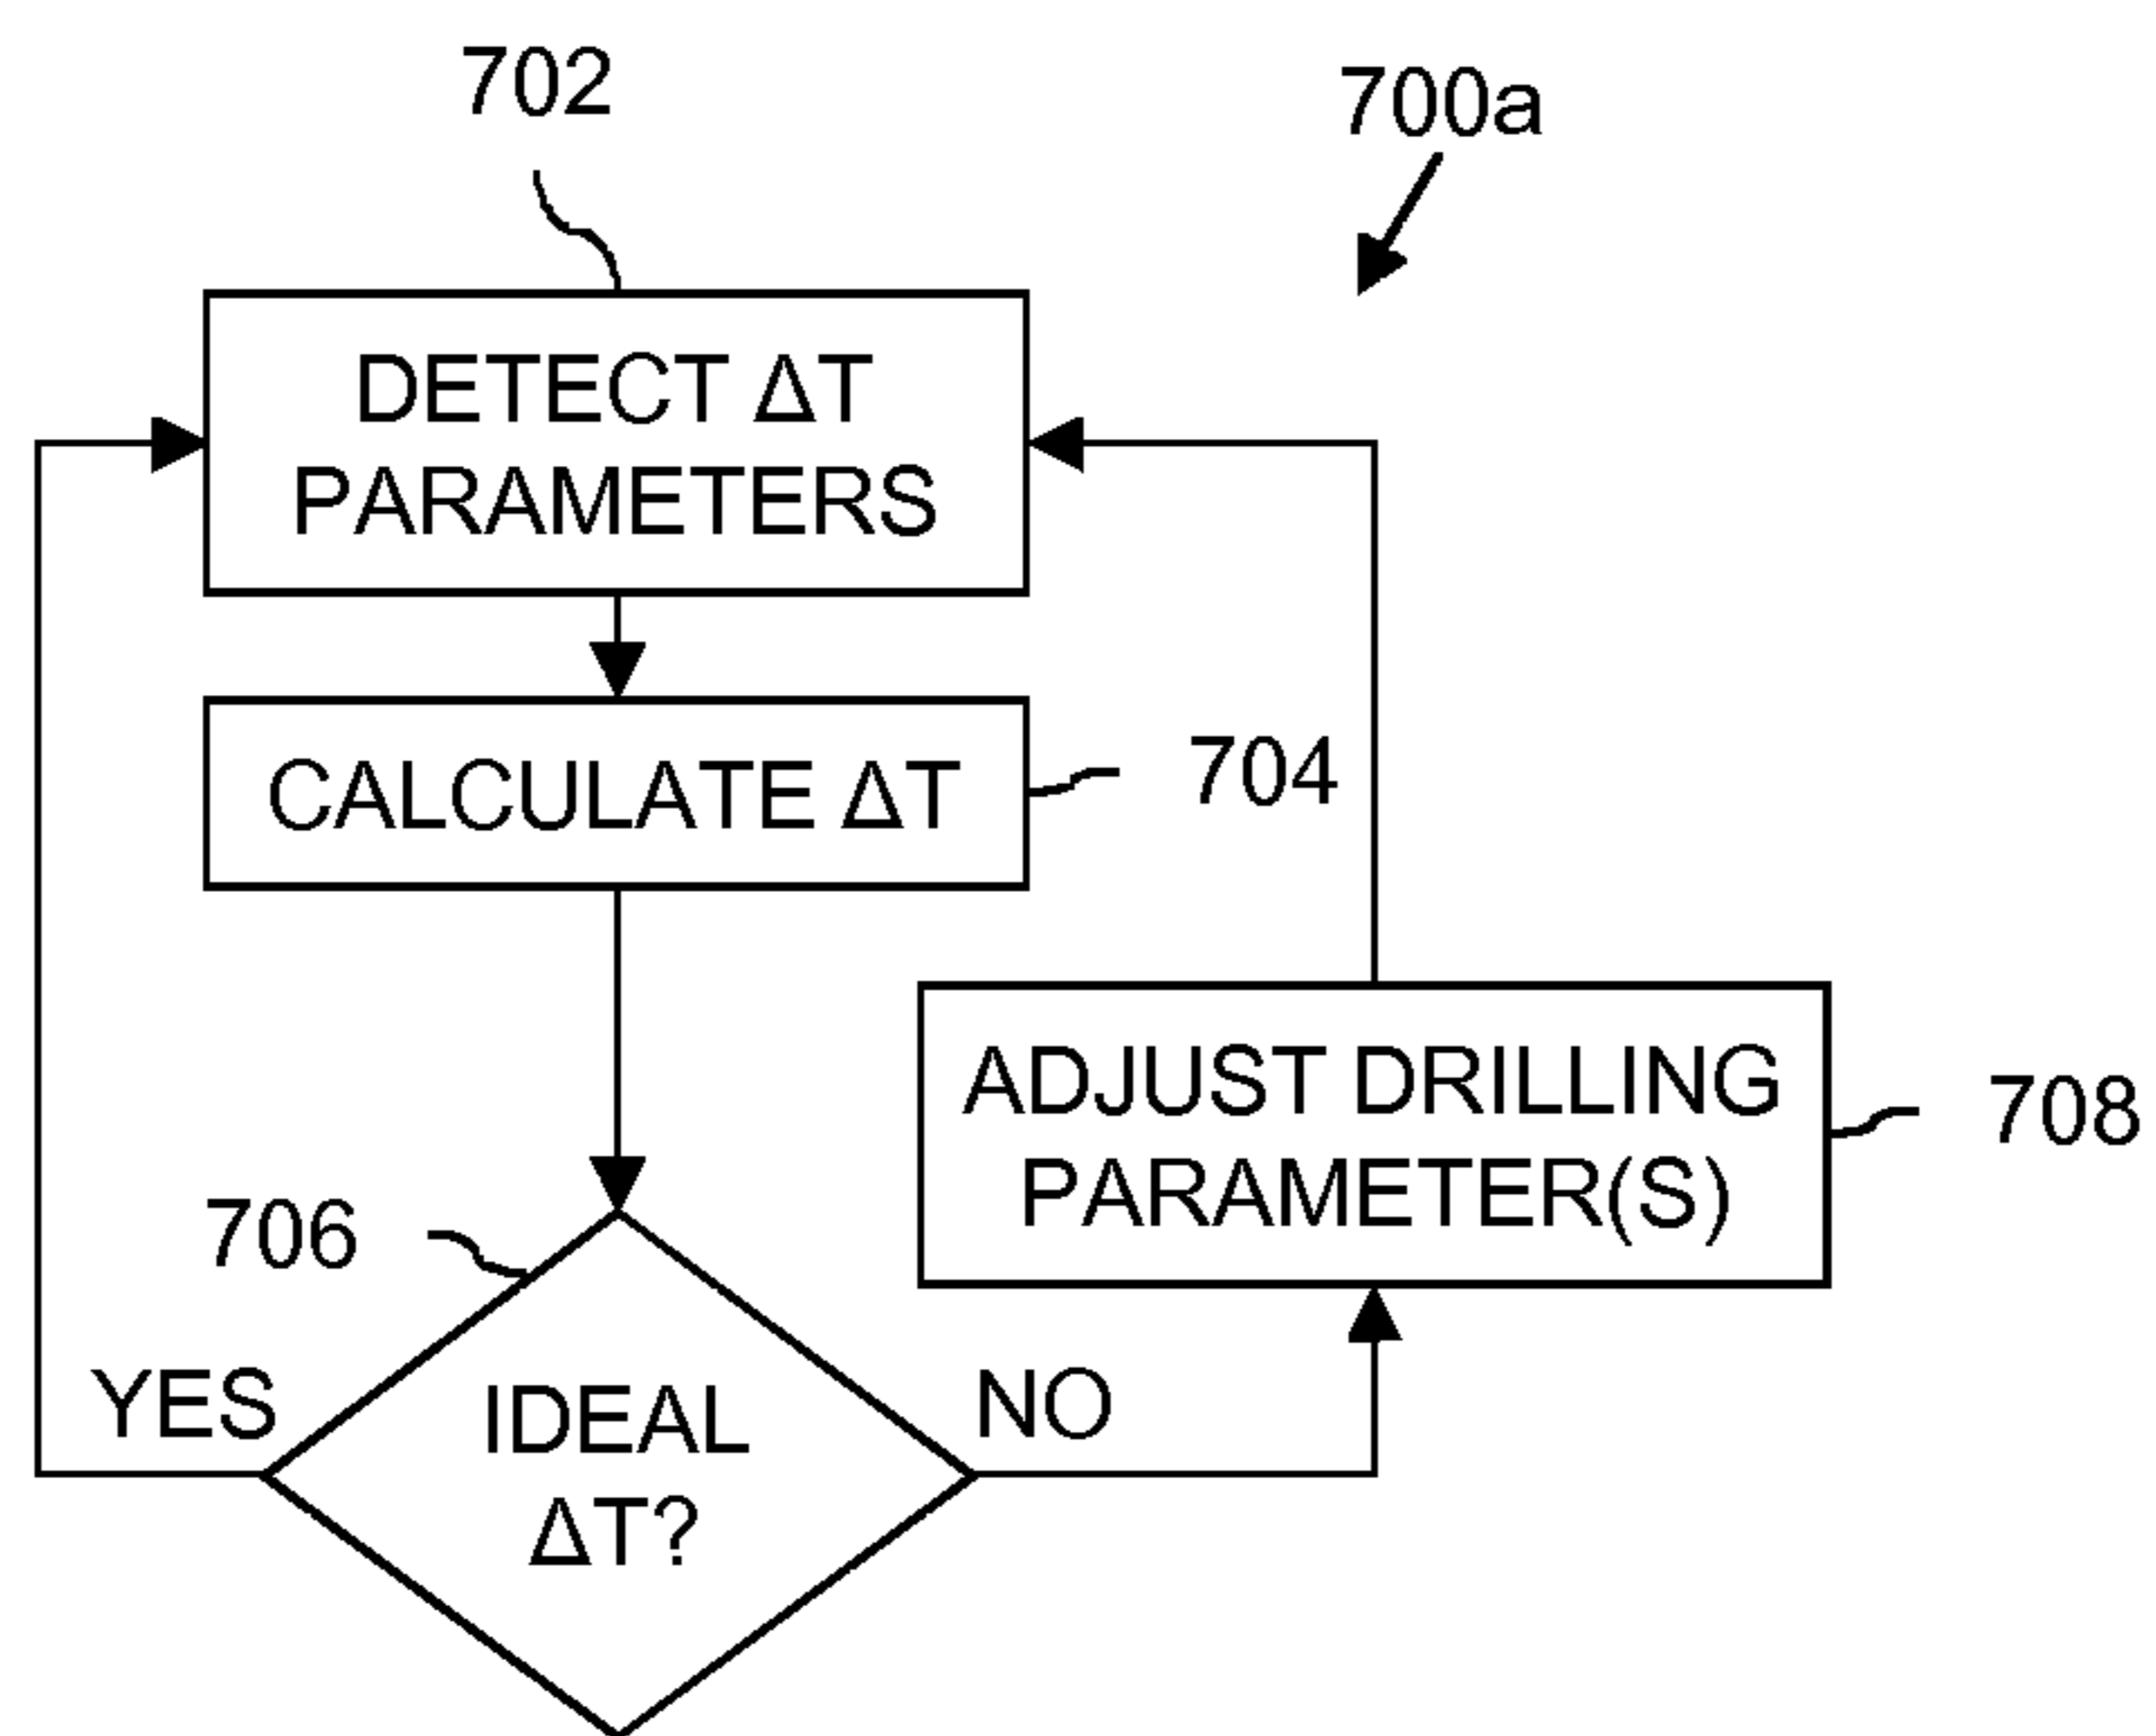 702
700a
DETECT ΔT
PARAMETERS
CALCULATE ΔT
704
ADJUST DRILLING
PARAMETER(S)
708
706
YES
IDEAL
ΔT?
NO